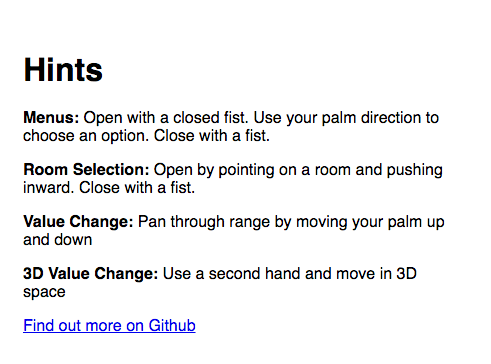 Hints
Menus: Open with a closed fist. Use your palm direction to
choose an option. Close with a fist.
Room Selection: Open by pointing on a room and pushing
inward. Close with a fist.
Value Change: Pan through range by moving your palm up
and down
3D Value Change: Use a second hand and move in 3D
space
Find out more on Github